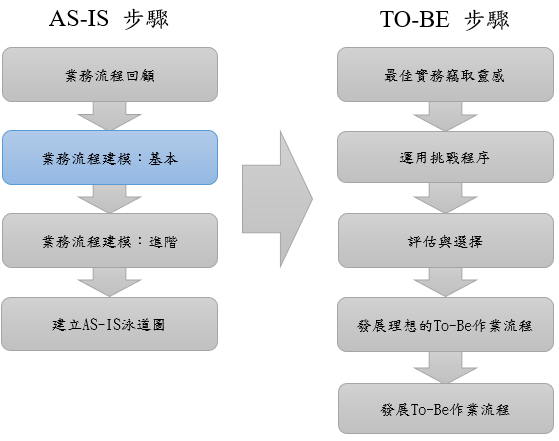 AS-IS 步驟
業務流程回顧
業務流程建模：基本
業務流程建模：進階
建立AS-IS泳道圖
TO-BE 步驟
最佳實務竊取靈感
運用挑戰程序
評估與選擇
發展理想的To-Be作業流程
發展To-Be作業流程